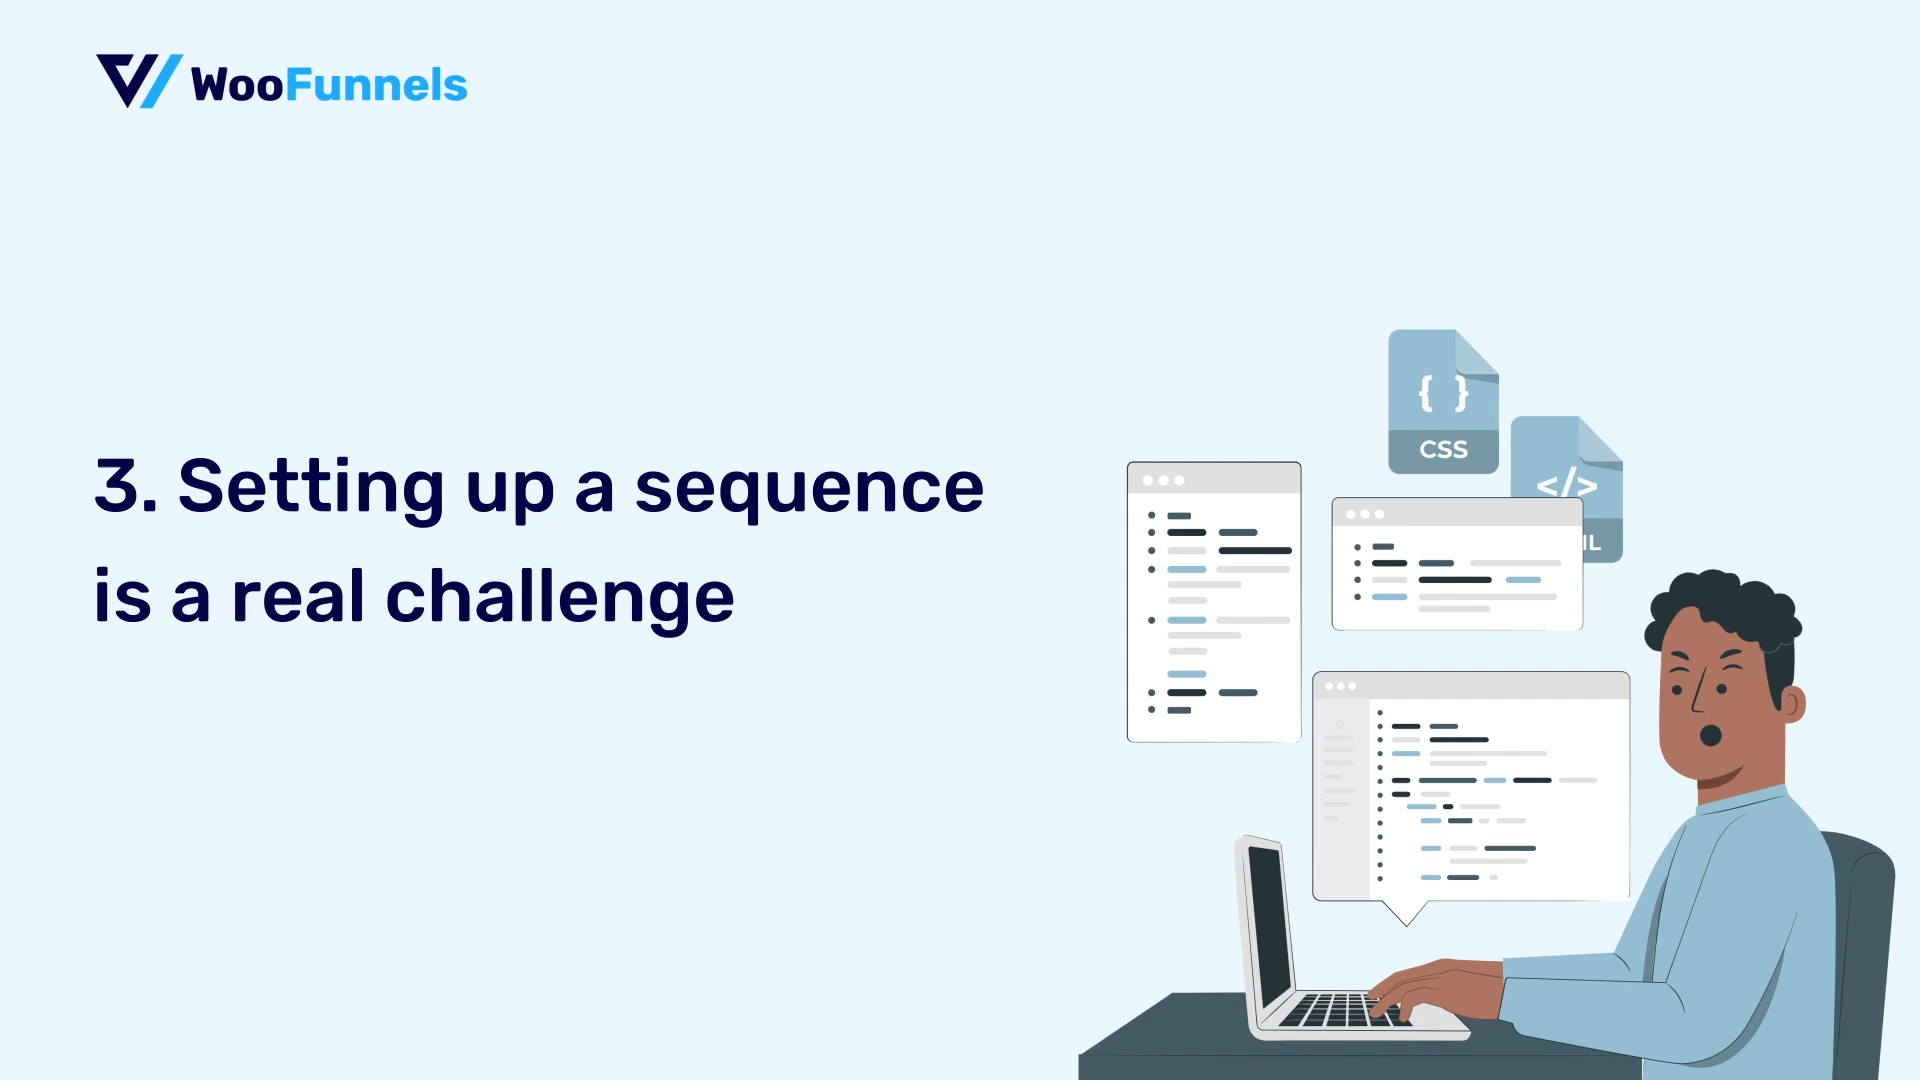 WooFunnels
3. Setting up a sequence
is a real challenge
{ }
CSS
</>